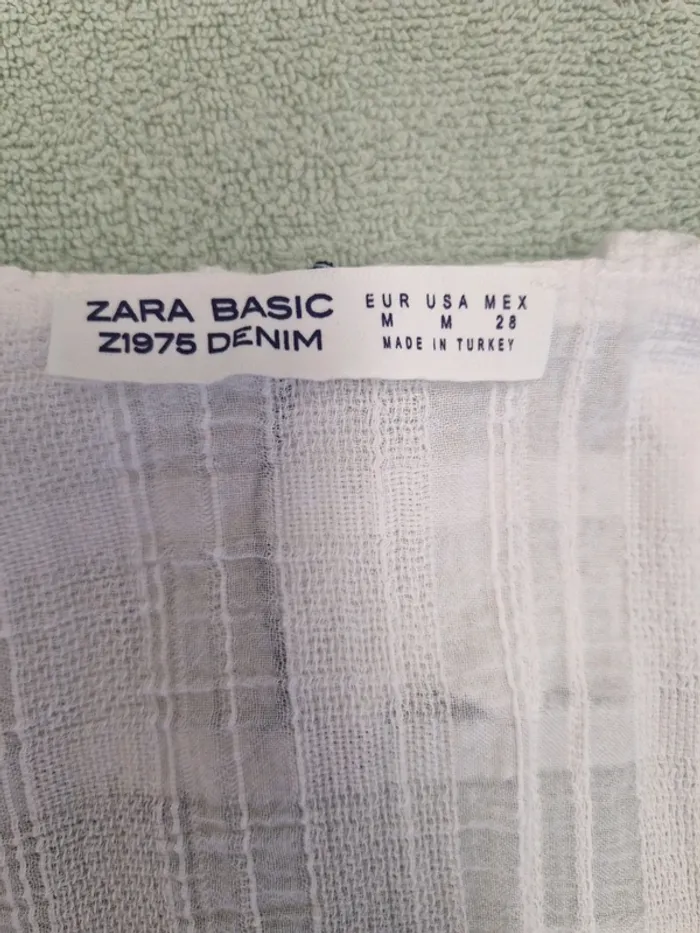 ZARA BASIC
Z1975 DENIM
EUR USA MEX
M M 28
MADE IN TURKEY